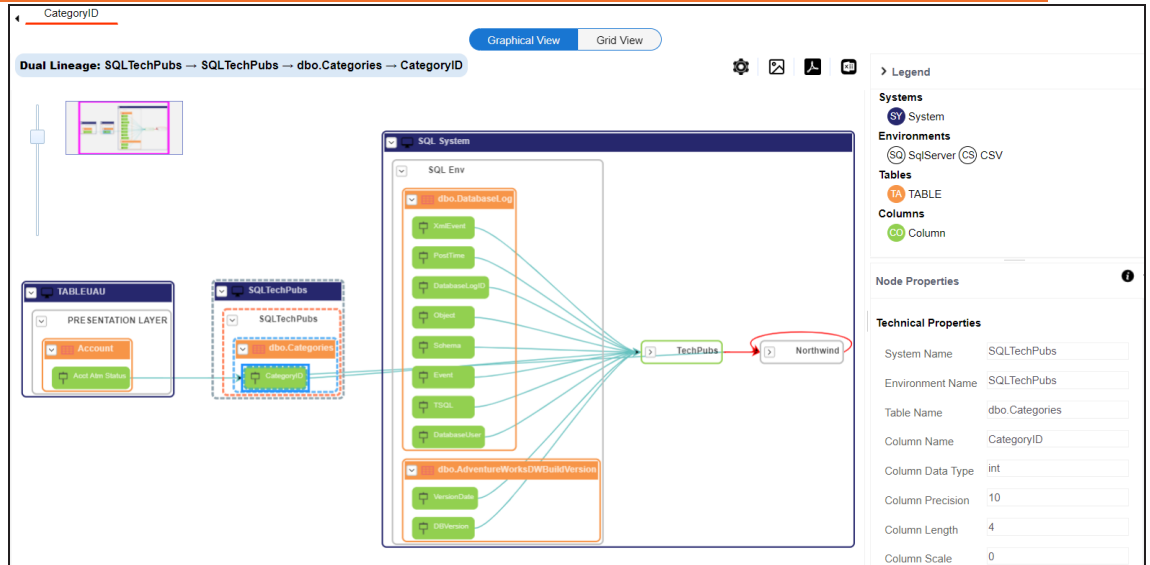 CategoryID
Graphical View Grid View
Dual Lineage: SQLTechPubs → SQLTechPubs → dbo.Categories → CategoryID
SQL System
SQL Env
dbo.DatabaseLog
XmlEvent
PostTime
DatabaseLogID
Object
Schema
Event
TSQL
DatabaseUser
dbo.AdventureWorksDWBuildVersion
VersionDate
DBVersion
TABLEUAU
PRESENTATION LAYER
Account
Acct Atm Status
SQLTechPubs
SQLTechPubs
dbo.Categories
CategoryID
TechPubs
Northwind
Legend
Systems
SY System
Environments
SQ SqlServer CS CSV
Tables
TA TABLE
Columns
CO Column
Node Properties
Technical Properties
System Name SQLTechPubs
Environment Name SQLTechPubs
Table Name dbo.Categories
Column Name CategoryID
Column Data Type int
Column Precision 10
Column Length 4
Column Scale 0